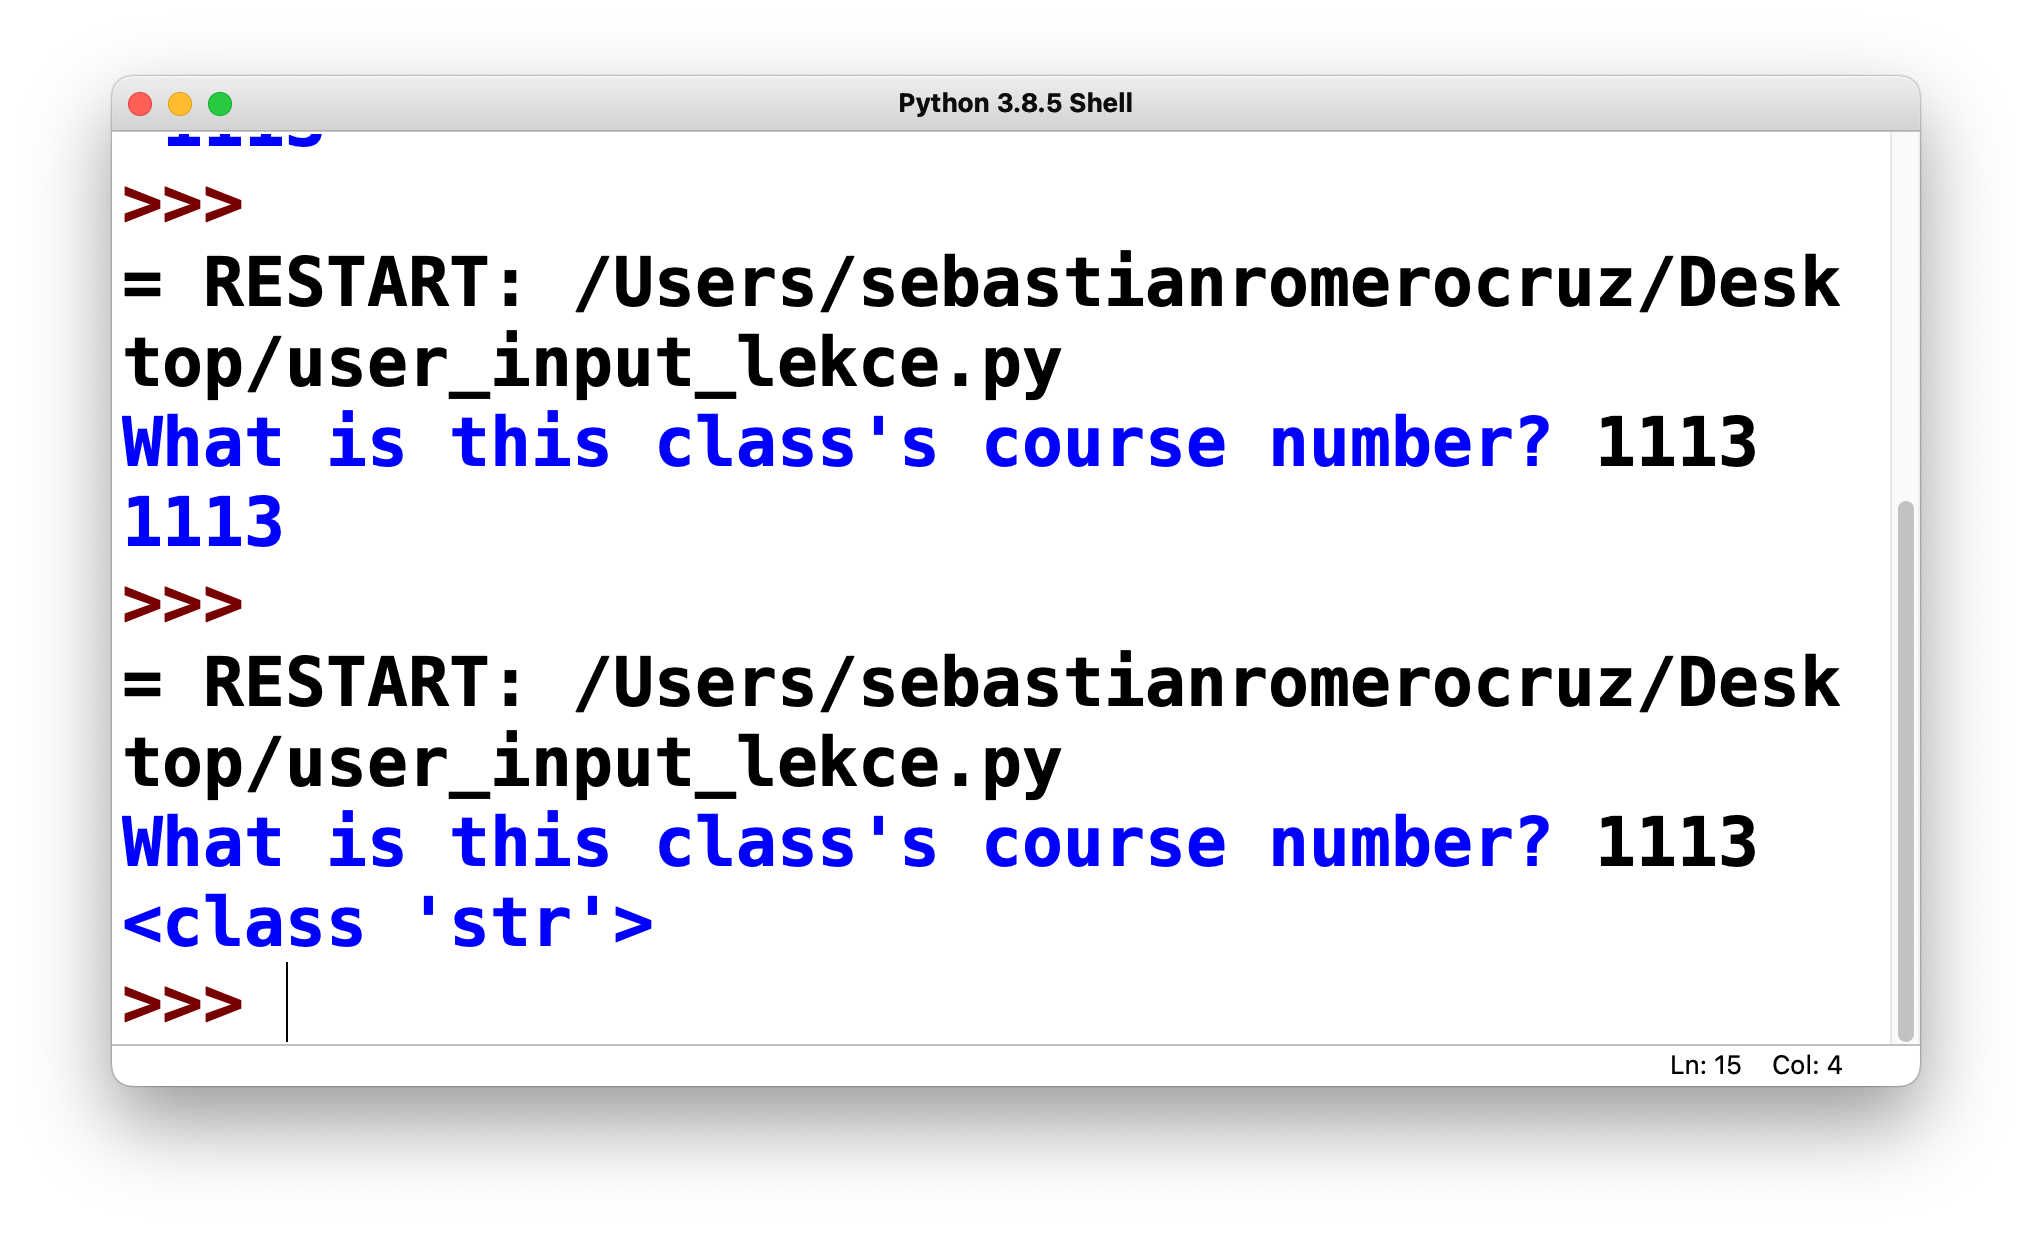 Python 3.8.5 Shell
>>>
= RESTART: /Users/sebastianromerocruz/Desk
top/user_input_lekce.py
What is this class's course number? 1113
1113
>>>
= RESTART: /Users/sebastianromerocruz/Desk
top/user_input_lekce.py
What is this class's course number? 1113
<class 'str'>
>>>
Ln: 15 Col: 4